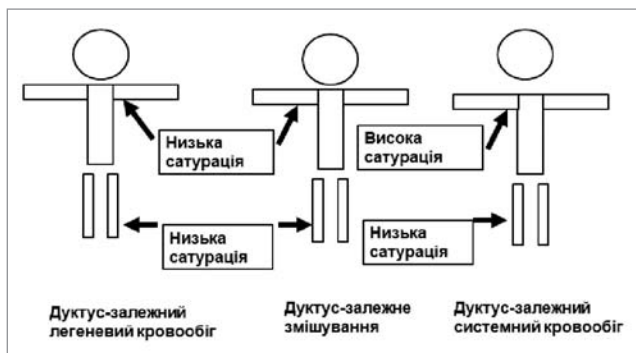 Низька
сатурація
Висока
сатурація
Низька
сатурація
Низька
сатурація
Дуктус-залежний
легеневий кровообіг
Дуктус-залежне
змішування
Дуктус-залежний
системний кровообіг